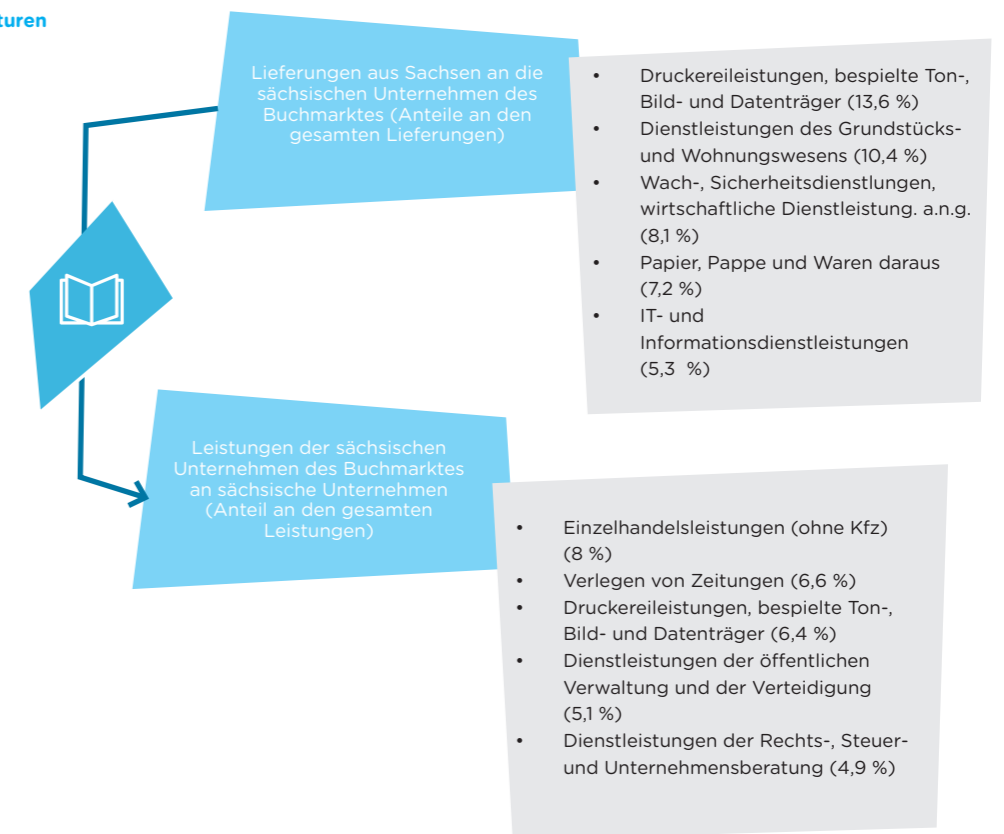 turen
Lieferungen aus Sachsen an die
sächsischen Unternehmen des
Buchmarktes (Anteile an den
gesamten Lieferungen)
• Druckereileistungen, bespielte Ton-,
Bild- und Datenträger (13,6 %)
• Dienstleistungen des Grundstücks-
und Wohnungswesens (10,4 %)
• Wach-, Sicherheitsdienstlungen,
wirtschaftliche Dienstleistung. a.n.g.
(8,1 %)
• Papier, Pappe und Waren daraus
(7,2 %)
• IT- und
Informationsdienstleistungen
(5,3 %)
Leistungen der sächsischen
Unternehmen des Buchmarktes
an sächsische Unternehmen
(Anteil an den gesamten
Leistungen)
• Einzelhandelsleistungen (ohne Kfz)
(8 %)
• Verlegen von Zeitungen (6,6 %)
• Druckereileistungen, bespielte Ton-,
Bild- und Datenträger (6,4 %)
• Dienstleistungen der öffentlichen
Verwaltung und der Verteidigung
(5,1 %)
• Dienstleistungen der Rechts-, Steuer-
und Unternehmensberatung (4,9 %)